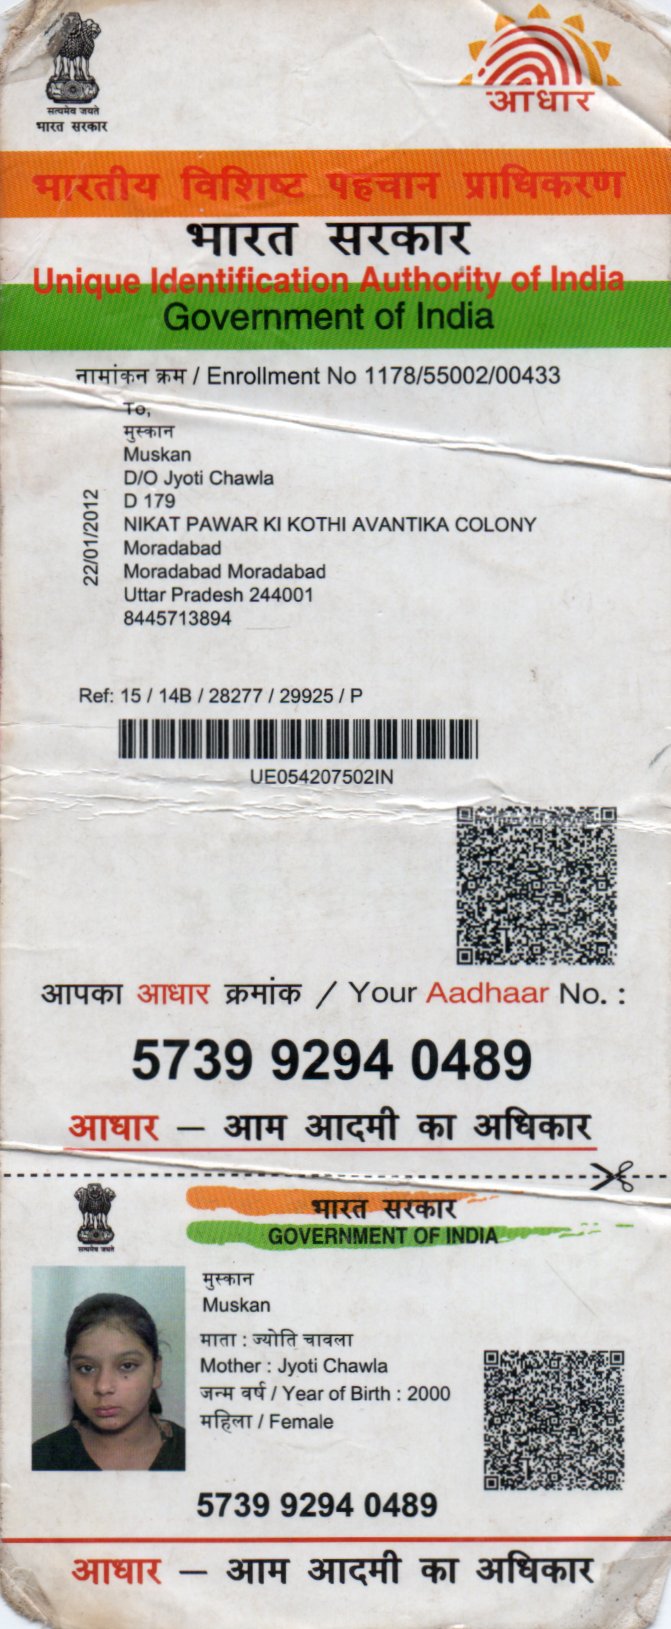 सत्यमेव जयते
भारत सरकार
आधार
भारतीय विशिष्ट पहचान प्राधिकरण
भारत सरकार
Unique Identification Authority of India
Government of India
नामांकन क्रम / Enrollment No 1178/55002/00433
To,
मुस्कान
Muskan
D/O Jyoti Chawla
D 179
NIKAT PAWAR KI KOTHI AVANTIKA COLONY
Moradabad
Moradabad Moradabad
Uttar Pradesh 244001
8445713894
22/01/2012
Ref: 15 / 14B / 28277 / 29925 / P
UE054207502IN
आपका आधार क्रमांक / Your Aadhaar No. :
5739 9294 0489
आधार – आम आदमी का अधिकार
सत्यमेव जयते
भारत सरकार
GOVERNMENT OF INDIA
मुस्कान
Muskan
माता : ज्योति चावला
Mother : Jyoti Chawla
जन्म वर्ष / Year of Birth : 2000
महिला / Female
5739 9294 0489
आधार – आम आदमी का अधिकार